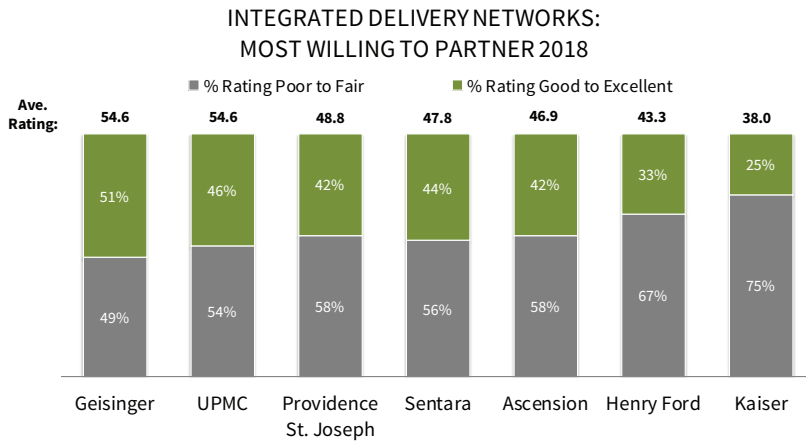 INTEGRATED DELIVERY NETWORKS:
MOST WILLING TO PARTNER 2018
% Rating Poor to Fair
% Rating Good to Excellent
Ave.
Rating:
54.6
54.6
48.8
47.8
46.9
43.3
38.0
51%
46%
42%
44%
42%
33%
25%
49%
54%
58%
56%
58%
67%
75%
Geisinger
UPMC
Providence
St. Joseph
Sentara
Ascension
Henry Ford
Kaiser